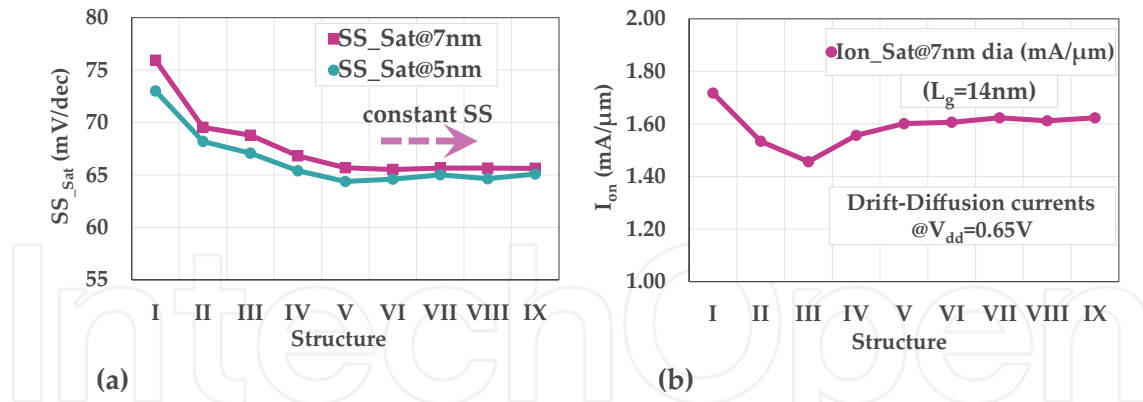 80
75
70
65
60
55
SS_Sat (mV/dec)
SS_Sat@7nm
SS_Sat@5nm
constant SS
I II III IV V VI VII VIII IX
Structure
(a)
1.00
1.20
1.40
1.60
1.80
2.00
Ion (mA/μm)
Ion_Sat@7nm dia (mA/μm)
(Lg=14nm)
Drift-Diffusion currents
@Vdd=0.65V
I II III IV V VI VII VIII IX
Structure
(b)
IntechOpen